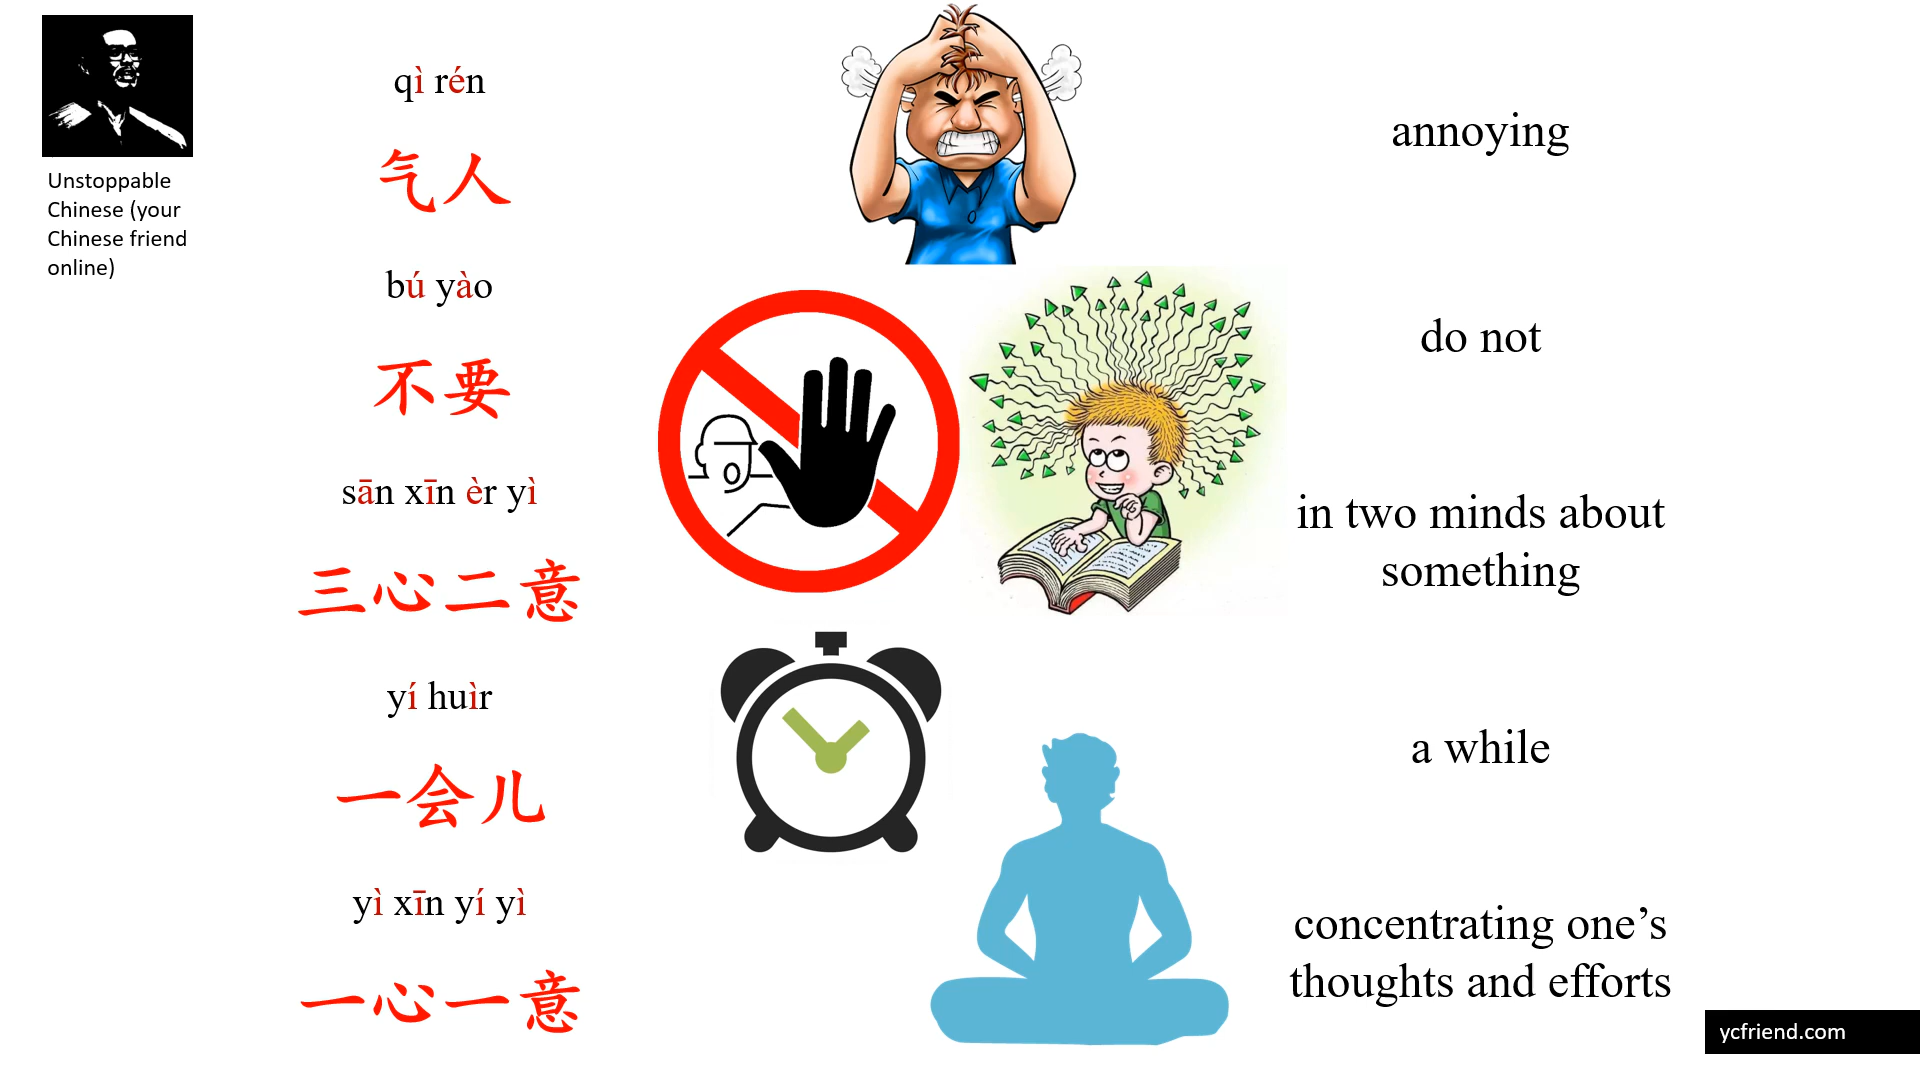 Unstoppable
Chinese (your
Chinese friend
online)
qì rén
气人
annoying
bú yào
不要
do not
sān xīn èr yì
三心二意
in two minds about
something
yí huìr
一会儿
a while
yì xīn yí yì
一心一意
concentrating one’s
thoughts and efforts
ycfriend.com